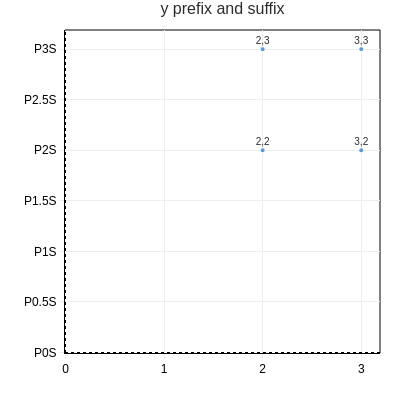 y prefix and suffix
P3S
2,3
3,3
P2.5S
P2S
2,2
3,2
P1.5S
P1S
P0.5S
P0S
0 1 2 3